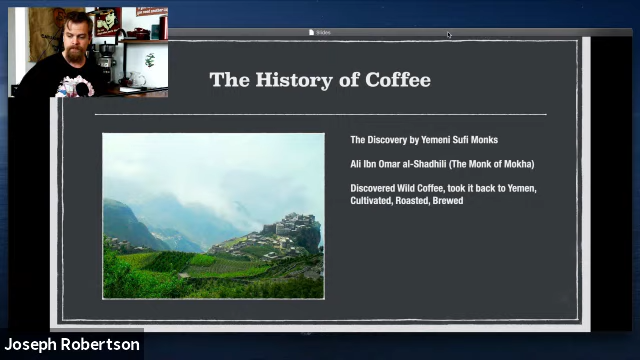 Slides
The History of Coffee
The Discovery by Yemeni Sufi Monks
Ali Ibn Omar al-Shadhili (The Monk of Mokha)
Discovered Wild Coffee, took it back to Yemen,
Cultivated, Roasted, Brewed
Joseph Robertson